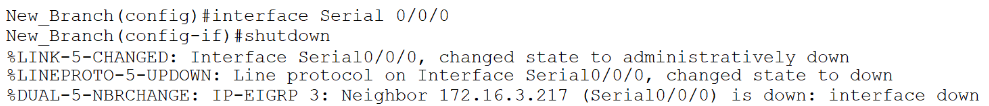 New_Branch(config)#interface Serial 0/0/0
New_Branch(config-if)#shutdown
%LINK-5-CHANGED: Interface Serial0/0/0, changed state to administratively down
%LINEPROTO-5-UPDOWN: Line protocol on Interface Serial0/0/0, changed state to down
%DUAL-5-NBRCHANGE: IP-EIGRP 3: Neighbor 172.16.3.217 (Serial0/0/0) is down: interface down